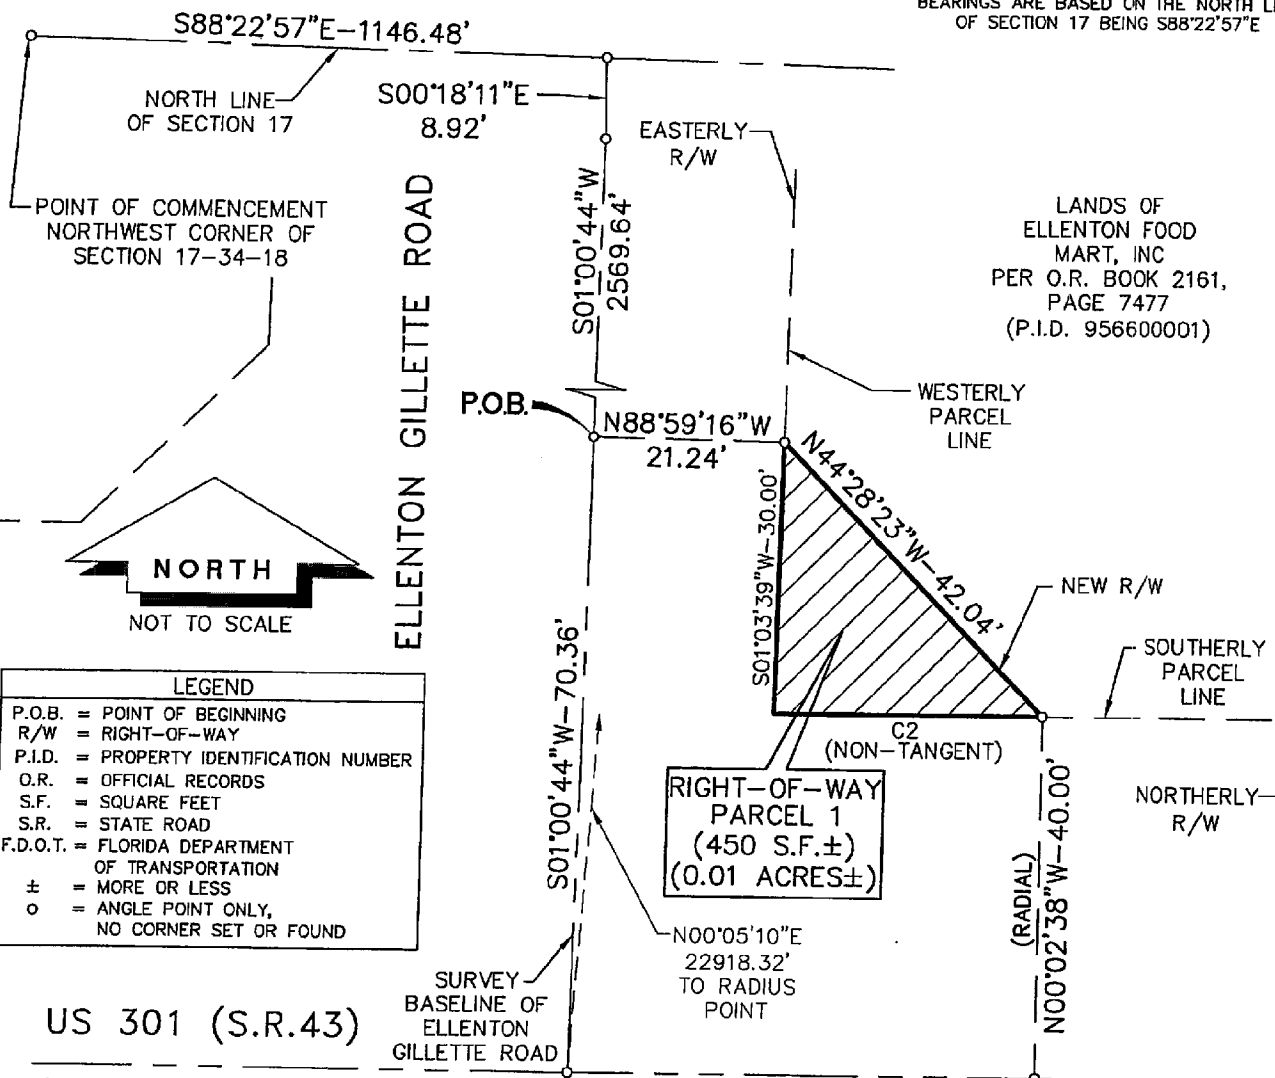 BEARINGS ARE BASED ON THE NORTH
OF SECTION 17 BEING S88°22'57"E
S88°22'57"E-1146.48'
NORTH LINE
OF SECTION 17
S00°18'11"E
8.92'
EASTERLY
R/W
POINT OF COMMENCEMENT
NORTHWEST CORNER OF
SECTION 17-34-18
ELLENTON GILLETTE ROAD
S01°00'44"W
2569.64'
LANDS OF
ELLENTON FOOD
MART, INC
PER O.R. BOOK 2161,
PAGE 7477
(P.I.D. 956600001)
WESTERLY
PARCEL
LINE
P.O.B.
N88°59'16"W
21.24'
N44°28'23"W-42.04'
S01°03'39"W-30.00'
NORTH
NOT TO SCALE
NEW R/W
SOUTHERLY
PARCEL
LINE
C2
(NON-TANGENT)
RIGHT-OF-WAY
PARCEL 1
(450 S.F.±)
(0.01 ACRES±)
NORTHERLY
R/W
S01°00'44"W-70.36'
(RADIAL)
N00°02'38"W-40.00'
LEGEND
P.O.B. = POINT OF BEGINNING
R/W = RIGHT-OF-WAY
P.I.D. = PROPERTY IDENTIFICATION NUMBER
O.R. = OFFICIAL RECORDS
S.F. = SQUARE FEET
S.R. = STATE ROAD
F.D.O.T. = FLORIDA DEPARTMENT
OF TRANSPORTATION
± = MORE OR LESS
o = ANGLE POINT ONLY,
NO CORNER SET OR FOUND
N00°05'10"E
22918.32'
TO RADIUS
POINT
SURVEY
BASELINE OF
ELLENTON
GILLETTE ROAD
US 301 (S.R.43)